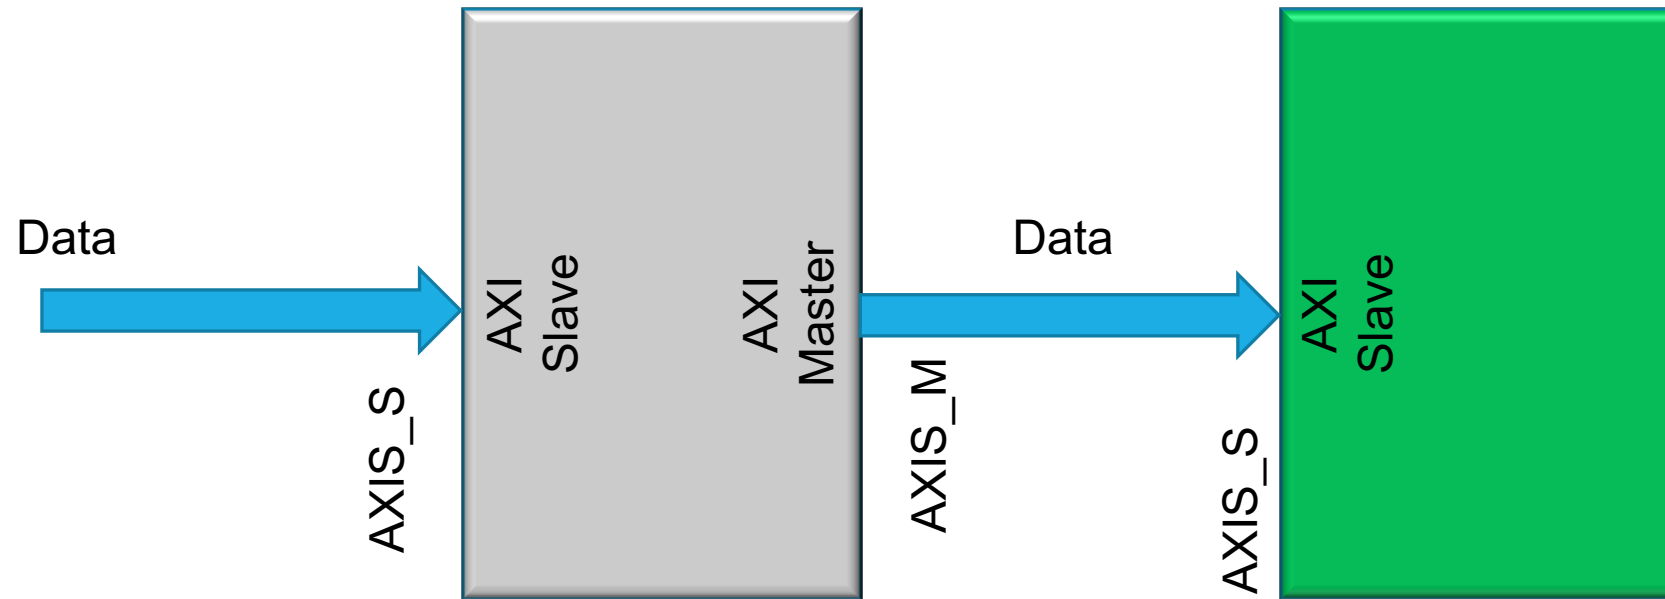 Data
AXIS_S
AXI
Slave
AXI
Master
AXIS_M
Data
AXIS_S
AXI
Slave